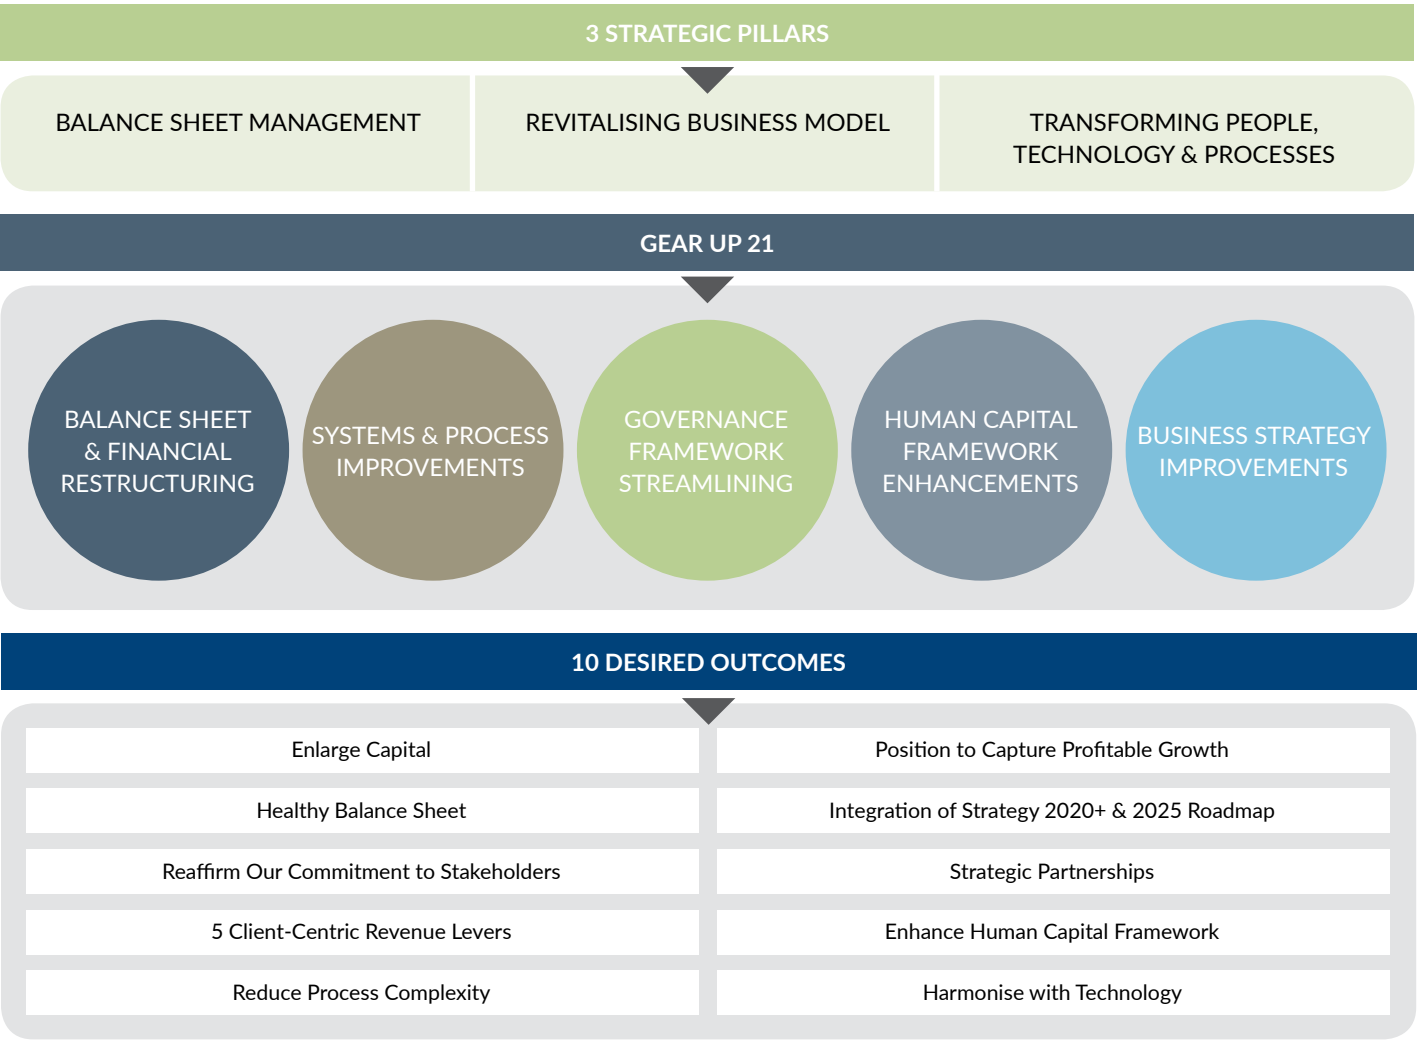 3 STRATEGIC PILLARS
BALANCE SHEET MANAGEMENT
REVITALISING BUSINESS MODEL
TRANSFORMING PEOPLE,
TECHNOLOGY & PROCESSES
GEAR UP 21
BALANCE SHEET
& FINANCIAL
RESTRUCTURING
SYSTEMS & PROCESS
IMPROVEMENTS
GOVERNANCE
FRAMEWORK
STREAMLINING
HUMAN CAPITAL
FRAMEWORK
ENHANCEMENTS
BUSINESS STRATEGY
IMPROVEMENTS
10 DESIRED OUTCOMES
Enlarge Capital
Position to Capture Profitable Growth
Healthy Balance Sheet
Integration of Strategy 2020+ & 2025 Roadmap
Reaffirm Our Commitment to Stakeholders
Strategic Partnerships
5 Client-Centric Revenue Levers
Enhance Human Capital Framework
Reduce Process Complexity
Harmonise with Technology